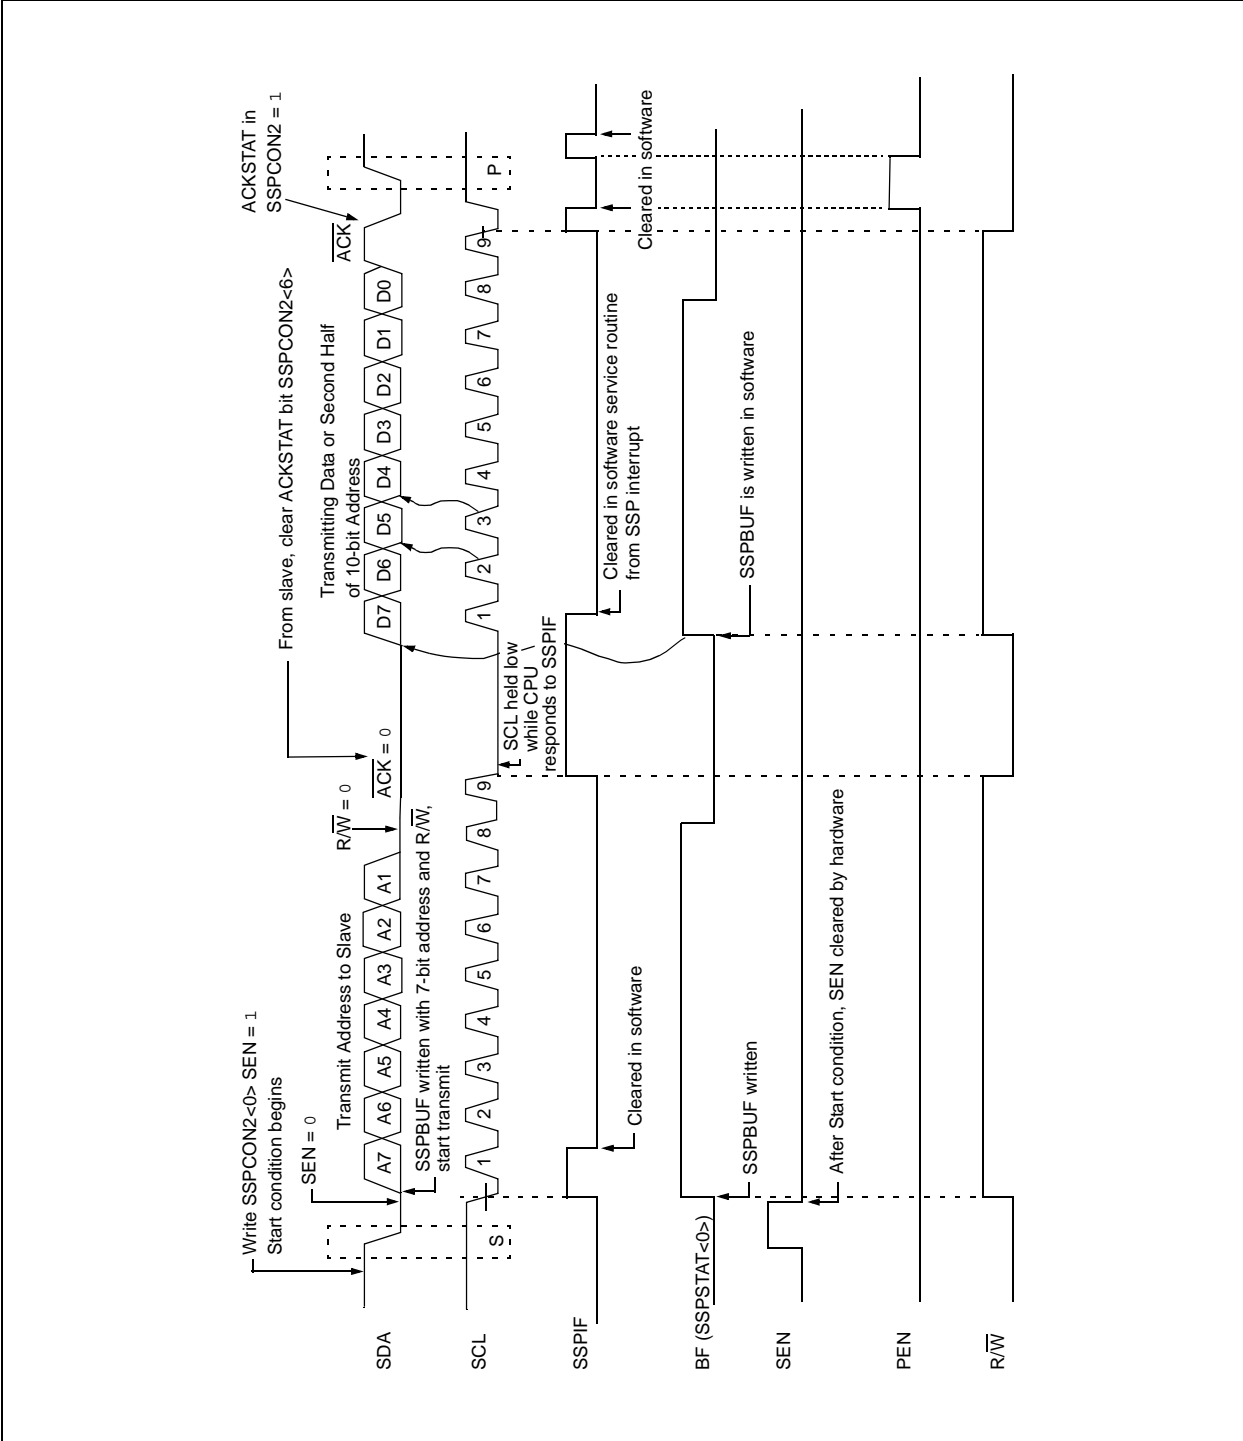 Write SSPCON2<0> SEN = 1
Start condition begins
SEN = 0
Transmit Address to Slave
R/W = 0
ACK = 0
From slave, clear ACKSTAT bit SSPCON2<6>
Transmitting Data or Second Half
of 10-bit Address
ACKSTAT in
SSPCON2 = 1
ACK
SDA
A7 A6 A5 A4 A3 A2 A1
D7 D6 D5 D4 D3 D2 D1 D0
SSPBUF written with 7-bit address and R/W,
start transmit
SCL
S
1 2 3 4 5 6 7 8 9
1 2 3 4 5 6 7 8 9
P
SCL held low
while CPU
responds to SSPIF
SSPIF
Cleared in software
Cleared in software service routine
from SSP interrupt
Cleared in software
BF (SSPSTAT<0>)
SSPBUF written
SSPBUF is written in software
SEN
After Start condition, SEN cleared by hardware
PEN
R/W